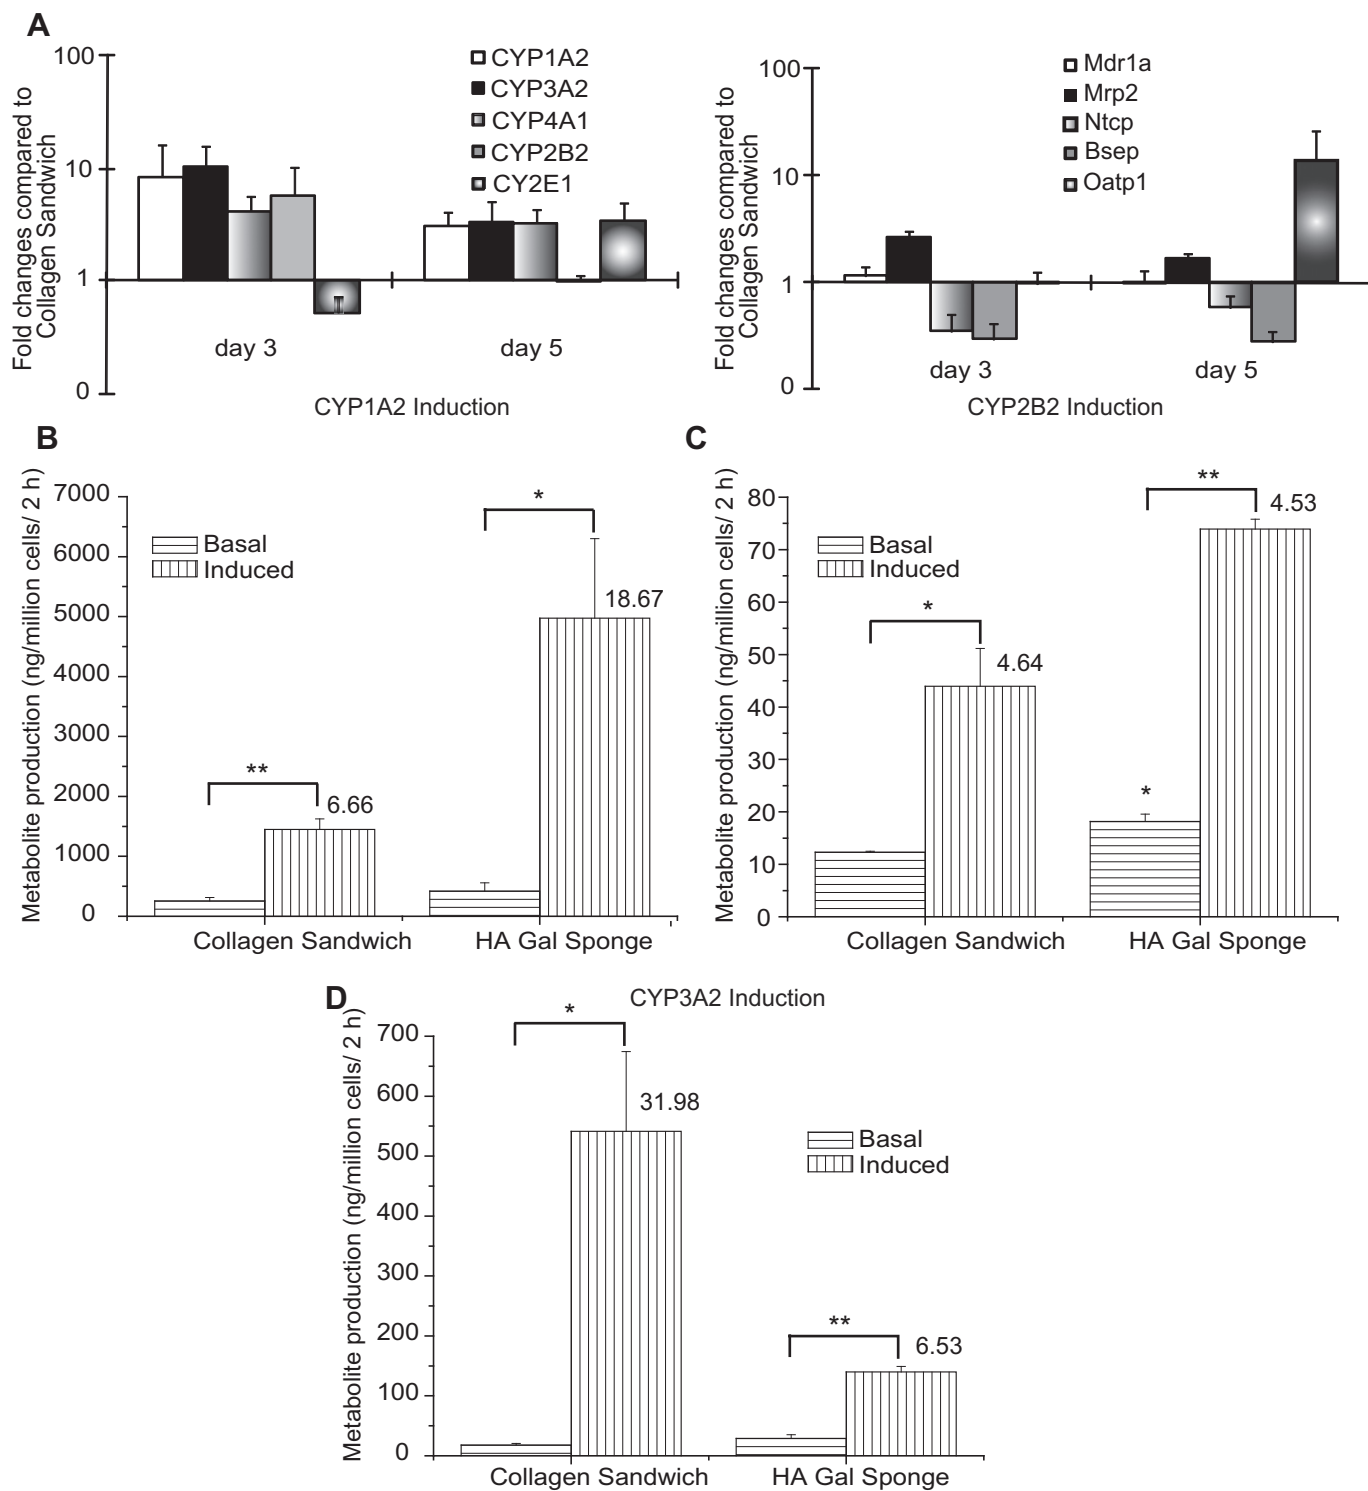 A
Fold changes compared to
Collagen Sandwich
100
10
1
0
CYP1A2
CYP3A2
CYP4A1
CYP2B2
CY2E1
day 3
day 5
Fold changes compared to
Collagen Sandwich
100
10
1
0
Mdr1a
Mrp2
Ntcp
Bsep
Oatp1
day 3
day 5
B
CYP1A2 Induction
Metabolite production (ng/million cells/ 2 h)
7000
6000
5000
4000
3000
2000
1000
0
Basal
Induced
**
6.66
*
18.67
Collagen Sandwich
HA Gal Sponge
C
CYP2B2 Induction
Metabolite production (ng/million cells/ 2 h)
80
70
60
50
40
30
20
10
0
Basal
Induced
*
4.64
**
4.53
*
Collagen Sandwich
HA Gal Sponge
D
CYP3A2 Induction
Metabolite production (ng/million cells/ 2 h)
700
600
500
400
300
200
100
0
*
31.98
Basal
Induced
**
6.53
Collagen Sandwich
HA Gal Sponge